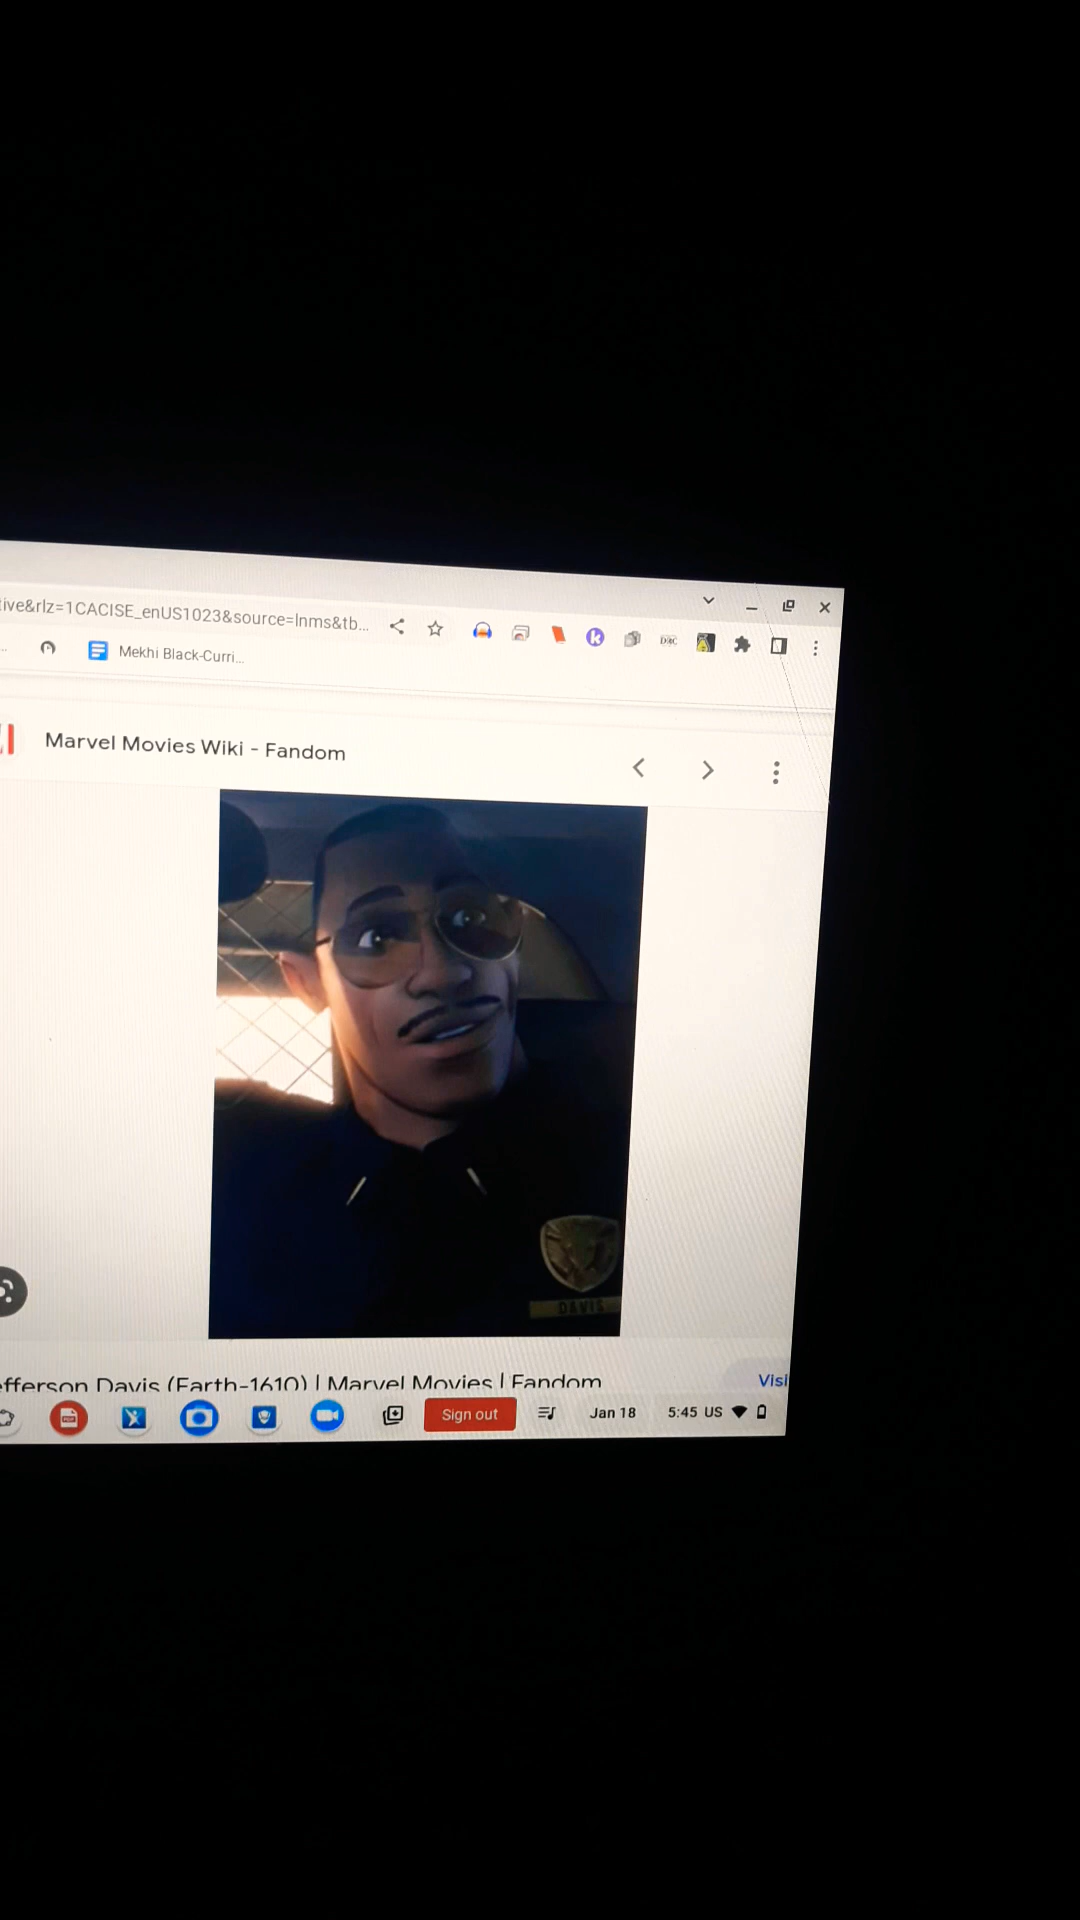 ive&rlz=1CACISE_enUS1023&source=lnms&tb...
Mekhi Black-Curri...
Marvel Movies Wiki - Fandom
DAVIS
efferson Davis (Earth-1610) | Marvel Movies | Fandom
Visi
Sign out
Jan 18
5:45 US